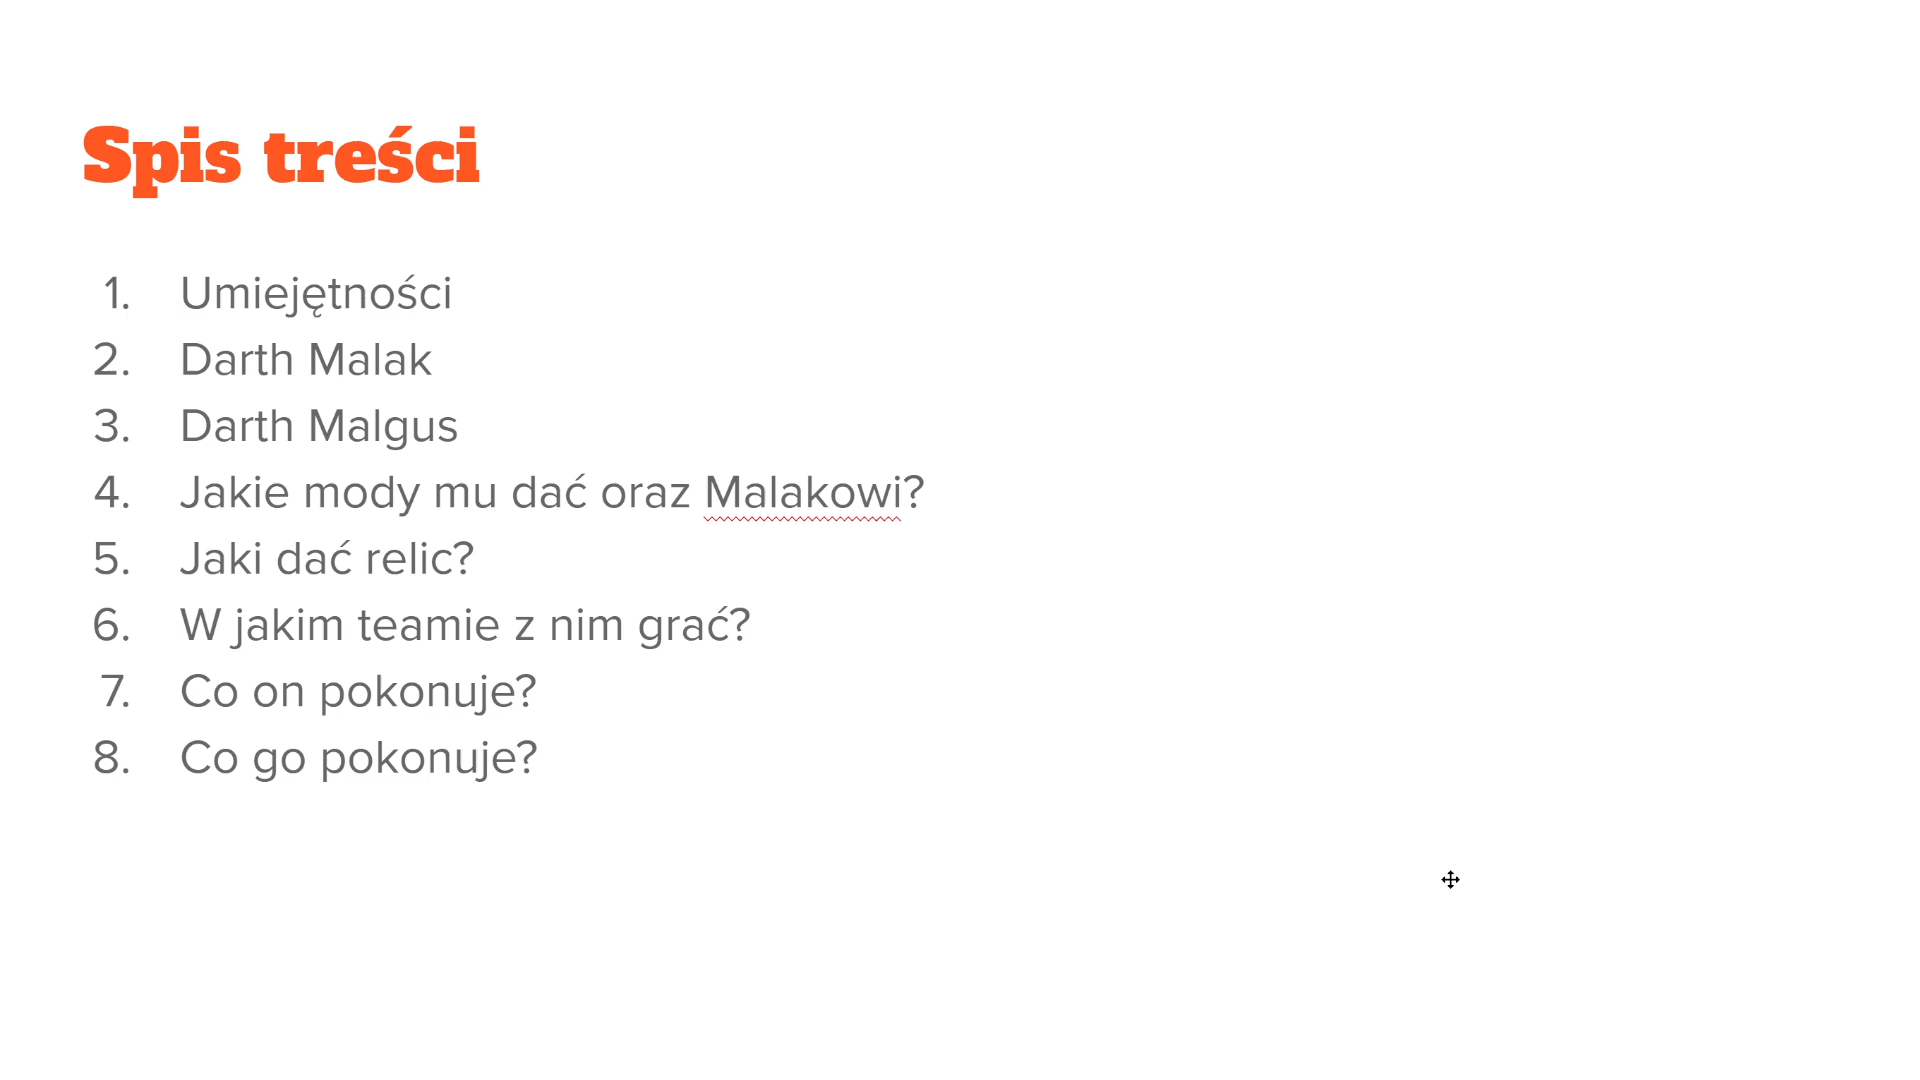 Spis treści
1. Umiejętności
2. Darth Malak
3. Darth Malgus
4. Jakie mody mu dać oraz Malakowi?
5. Jaki dać relic?
6. W jakim teamie z nim grać?
7. Co on pokonuje?
8. Co go pokonuje?